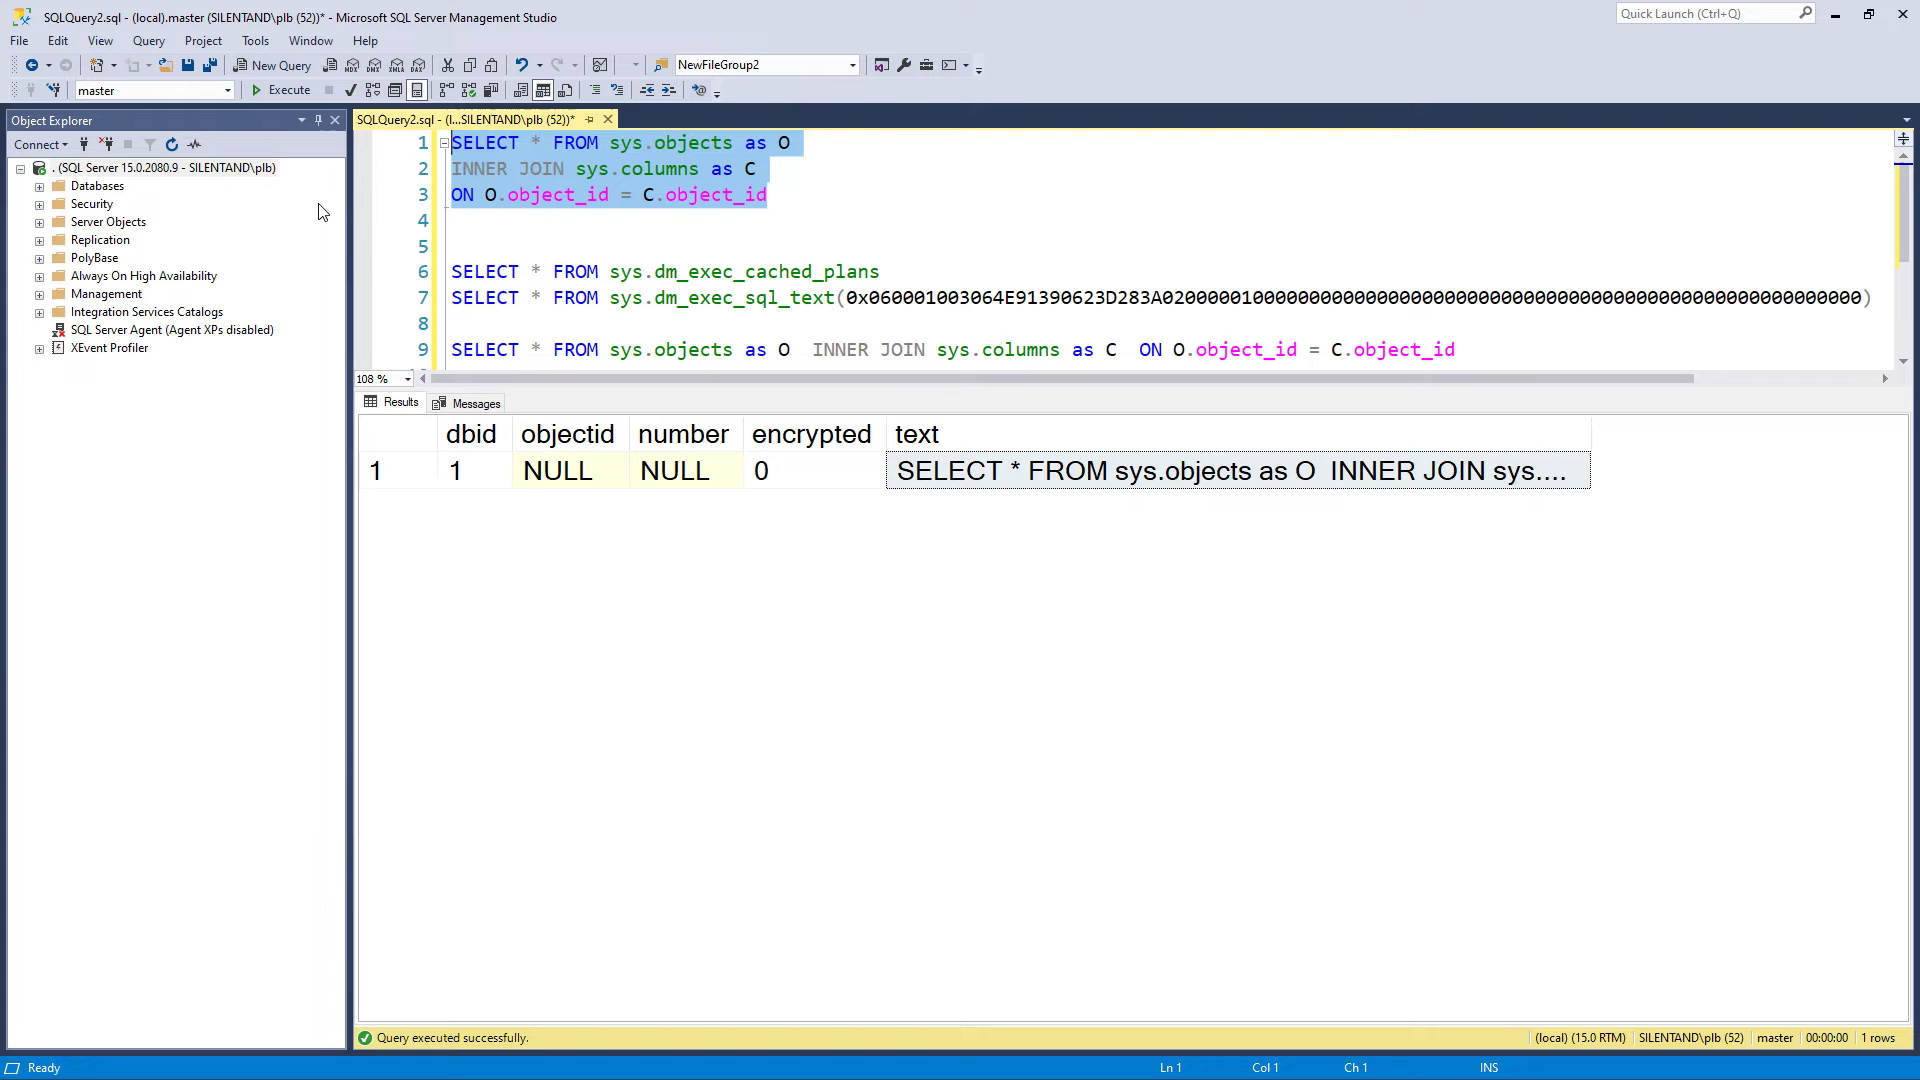 SQLQuery2.sql - (local).master (SILENTAND\plb (52))* - Microsoft SQL Server Management Studio
Quick Launch (Ctrl+Q)
File Edit View Query Project Tools Window Help
New Query
MDX DMX XMLA DAX
NewFileGroup2
master
Execute
Object Explorer
SQLQuery2.sql - (l...SILENTAND\plb (52))*
Connect
. (SQL Server 15.0.2080.9 - SILENTAND\plb)
Databases
Security
Server Objects
Replication
PolyBase
Always On High Availability
Management
Integration Services Catalogs
SQL Server Agent (Agent XPs disabled)
XEvent Profiler
1 SELECT * FROM sys.objects as O
2 INNER JOIN sys.columns as C
3 ON O.object_id = C.object_id
4
5
6 SELECT * FROM sys.dm_exec_cached_plans
7 SELECT * FROM sys.dm_exec_sql_text()
8
9 SELECT * FROM sys.objects as O  INNER JOIN sys.columns as C  ON O.object_id = C.object_id
108 %
Results Messages
dbid objectid number encrypted text
1 1 NULL NULL 0 SELECT * FROM sys.objects as O  INNER JOIN sys....
Query executed successfully.
(local) (15.0 RTM) SILENTAND\plb (52) master 00:00:00 1 rows
Ready
Ln 1 Col 1 Ch 1 INS